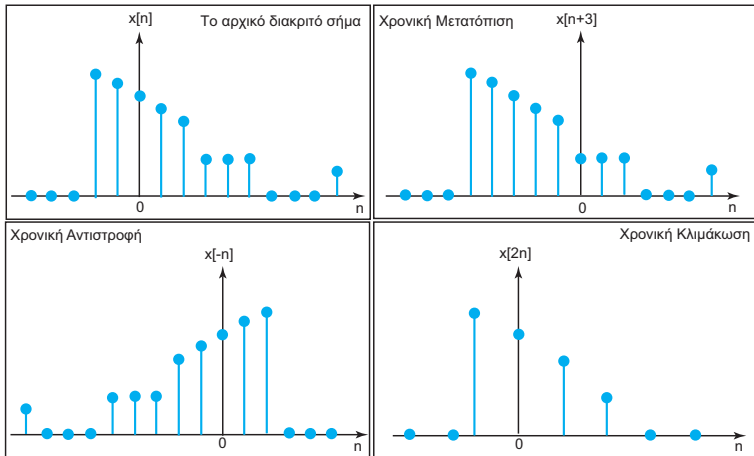 x[n]
Το αρχικό διακριτό σήμα
0
n
Χρονική Μετατόπιση
x[n+3]
0
n
Χρονική Αντιστροφή
x[-n]
0
n
Χρονική Κλιμάκωση
x[2n]
0
n